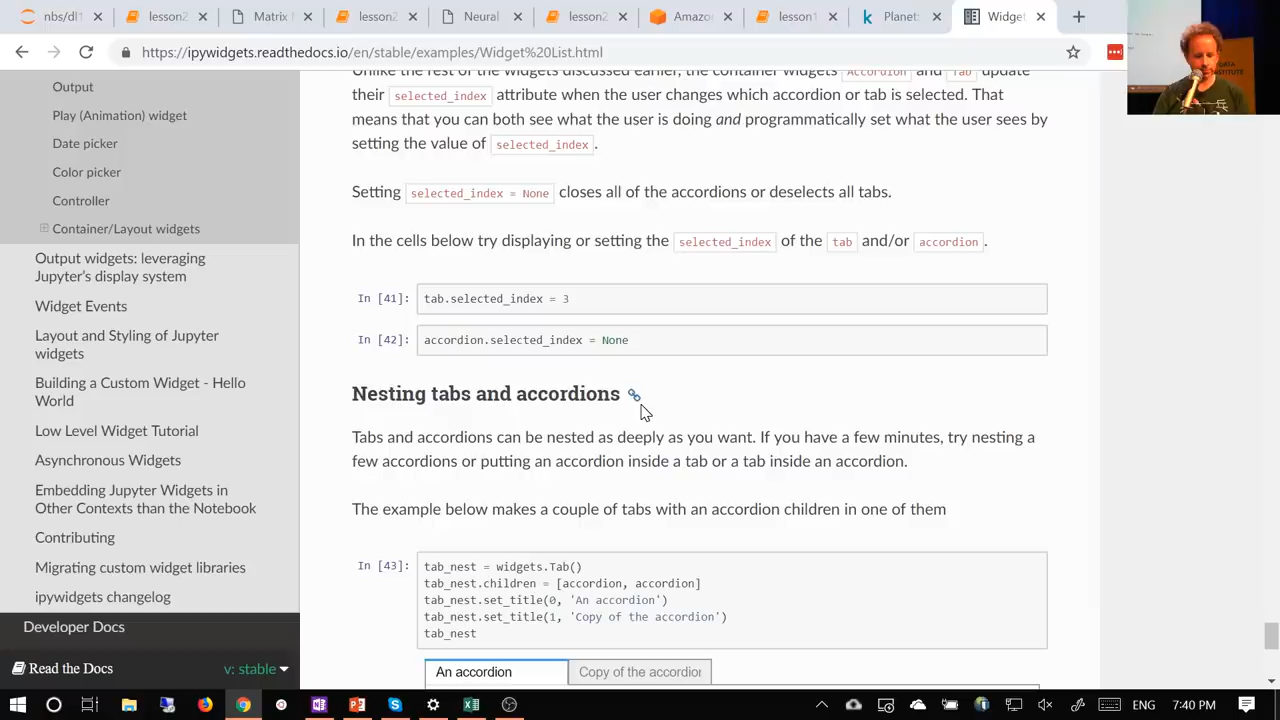 nbs/dl1
lesson2
Matrix M
lesson2
Neural
lesson2
Amazo
lesson1
Planet:
Widge
https://ipywidgets.readthedocs.io/en/stable/examples/Widget%20List.html
Output
Play (Animation) widget
Date picker
Color picker
Controller
Container/Layout widgets
Output widgets: leveraging
Jupyter's display system
Widget Events
Layout and Styling of Jupyter
widgets
Building a Custom Widget - Hello
World
Low Level Widget Tutorial
Asynchronous Widgets
Embedding Jupyter Widgets in
Other Contexts than the Notebook
Contributing
Migrating custom widget libraries
ipywidgets changelog
Developer Docs
Read the Docs v: stable
Unlike the rest of the widgets discussed earlier, the container widgets Accordion and Tab update
their selected_index attribute when the user changes which accordion or tab is selected. That
means that you can both see what the user is doing and programmatically set what the user sees by
setting the value of selected_index.
Setting selected_index = None closes all of the accordions or deselects all tabs.
In the cells below try displaying or setting the selected_index of the tab and/or accordion.
In [41]: tab.selected_index = 3
In [42]: accordion.selected_index = None
Nesting tabs and accordions
Tabs and accordions can be nested as deeply as you want. If you have a few minutes, try nesting a
few accordions or putting an accordion inside a tab or a tab inside an accordion.
The example below makes a couple of tabs with an accordion children in one of them
In [43]: tab_nest = widgets.Tab()
tab_nest.children = [accordion, accordion]
tab_nest.set_title(0, 'An accordion')
tab_nest.set_title(1, 'Copy of the accordion')
tab_nest
An accordion Copy of the accordion
DATA
INSTITUTE
ENG 7:40 PM